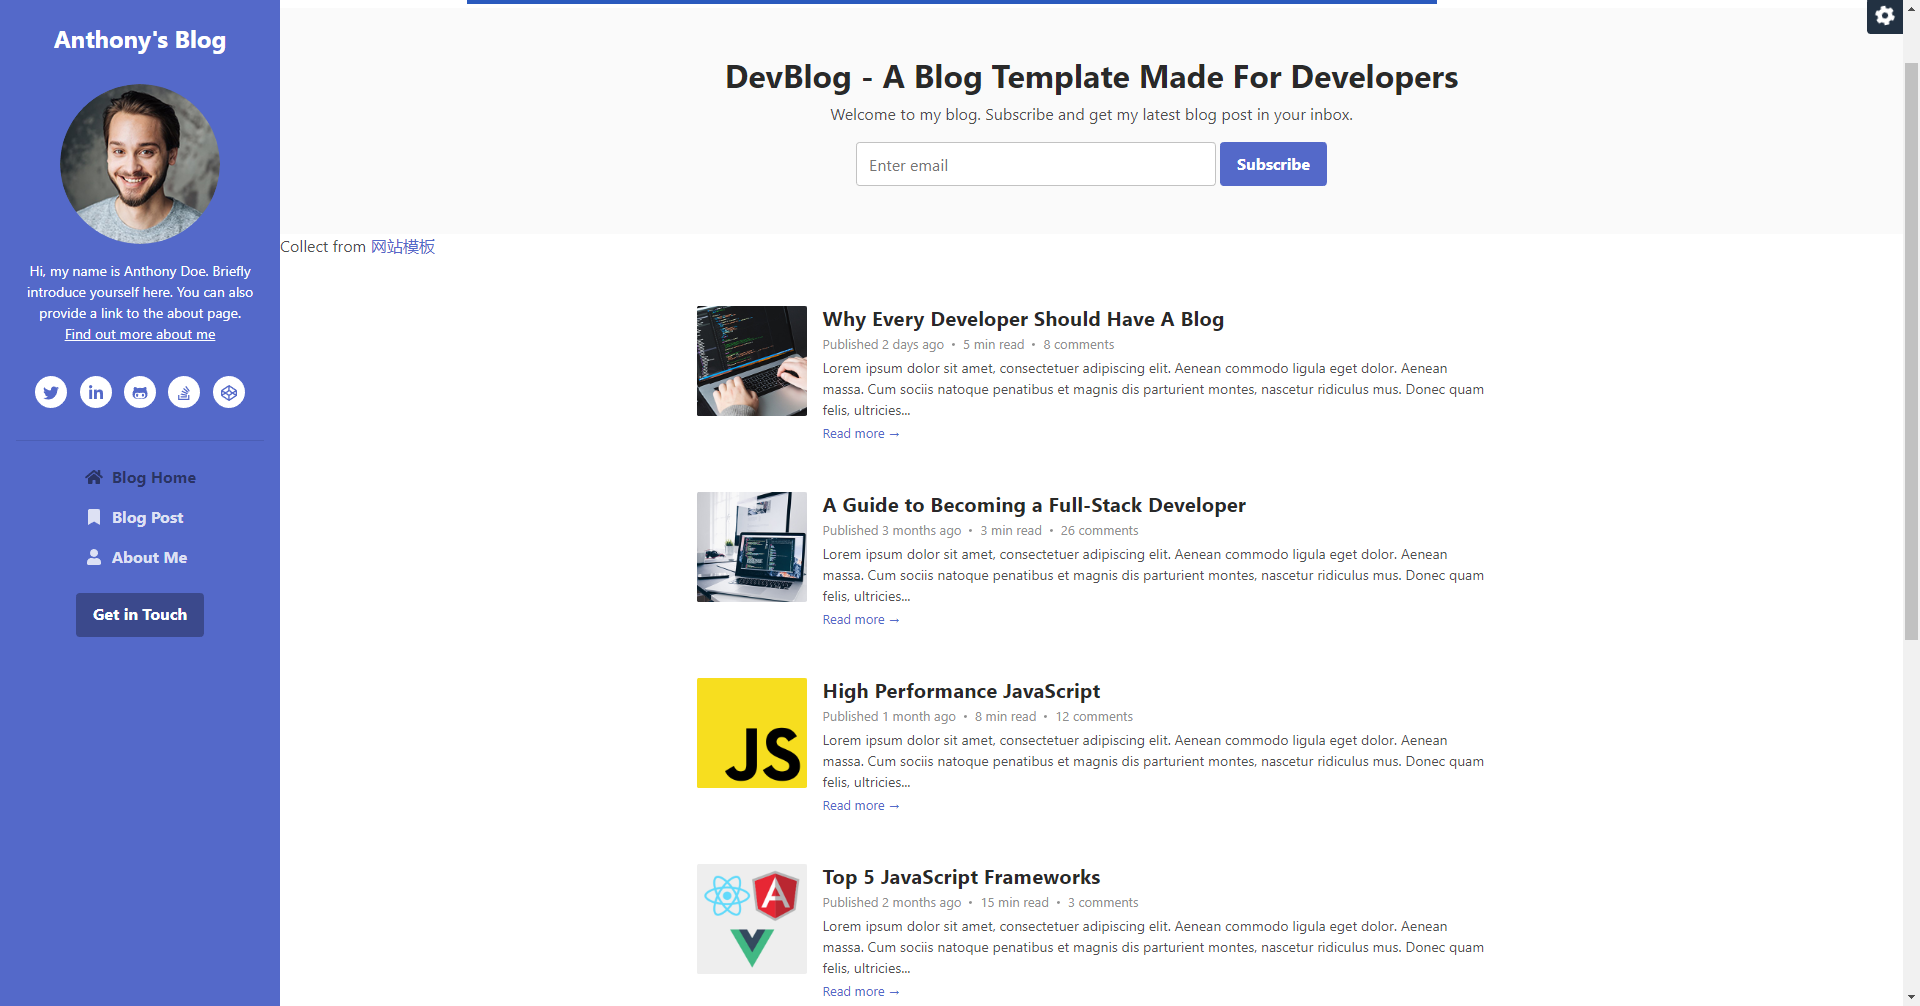 Anthony's Blog
Hi, my name is Anthony Doe. Briefly
introduce yourself here. You can also
provide a link to the about page.
Find out more about me
Blog Home
Blog Post
About Me
Get in Touch
DevBlog - A Blog Template Made For Developers
Welcome to my blog. Subscribe and get my latest blog post in your inbox.
Enter email
Subscribe
Collect from 网站模板
Why Every Developer Should Have A Blog
Published 2 days ago • 5 min read • 8 comments
Lorem ipsum dolor sit amet, consectetuer adipiscing elit. Aenean commodo ligula eget dolor. Aenean
massa. Cum sociis natoque penatibus et magnis dis parturient montes, nascetur ridiculus mus. Donec quam
felis, ultricies...
Read more →
A Guide to Becoming a Full-Stack Developer
Published 3 months ago • 3 min read • 26 comments
Lorem ipsum dolor sit amet, consectetuer adipiscing elit. Aenean commodo ligula eget dolor. Aenean
massa. Cum sociis natoque penatibus et magnis dis parturient montes, nascetur ridiculus mus. Donec quam
felis, ultricies...
Read more →
JS
High Performance JavaScript
Published 1 month ago • 8 min read • 12 comments
Lorem ipsum dolor sit amet, consectetuer adipiscing elit. Aenean commodo ligula eget dolor. Aenean
massa. Cum sociis natoque penatibus et magnis dis parturient montes, nascetur ridiculus mus. Donec quam
felis, ultricies...
Read more →
Top 5 JavaScript Frameworks
Published 2 months ago • 15 min read • 3 comments
Lorem ipsum dolor sit amet, consectetuer adipiscing elit. Aenean commodo ligula eget dolor. Aenean
massa. Cum sociis natoque penatibus et magnis dis parturient montes, nascetur ridiculus mus. Donec quam
felis, ultricies...
Read more →